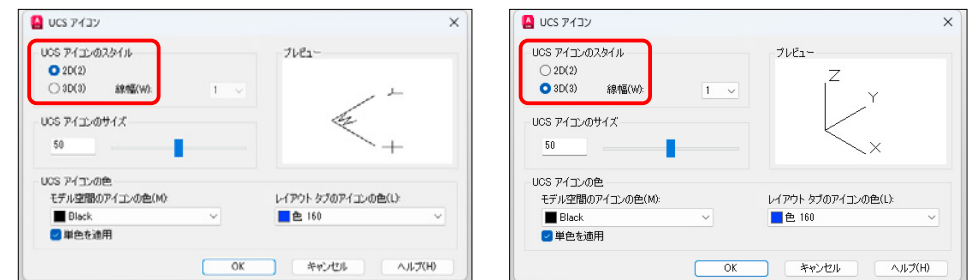 UCS アイコン
UCS アイコンのスタイル
2D(2)
3D(3) 線幅(W): 1
プレビュー
UCS アイコンのサイズ
50
UCS アイコンの色
モデル空間のアイコンの色(M):
Black
単色を適用
レイアウト タブのアイコンの色(L):
色 160
OK キャンセル ヘルプ(H)
UCS アイコン
UCS アイコンのスタイル
2D(2)
3D(3) 線幅(W): 1
プレビュー
Z
Y
X
UCS アイコンのサイズ
50
UCS アイコンの色
モデル空間のアイコンの色(M):
Black
単色を適用
レイアウト タブのアイコンの色(L):
色 160
OK キャンセル ヘルプ(H)